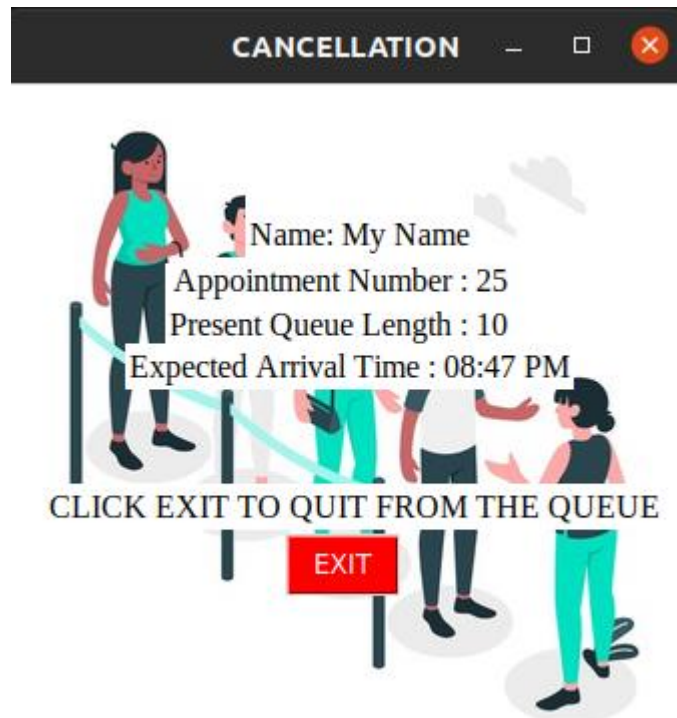 CANCELLATION
Name: My Name
Appointment Number : 25
Present Queue Length : 10
Expected Arrival Time : 08:47 PM
CLICK EXIT TO QUIT FROM THE QUEUE
EXIT